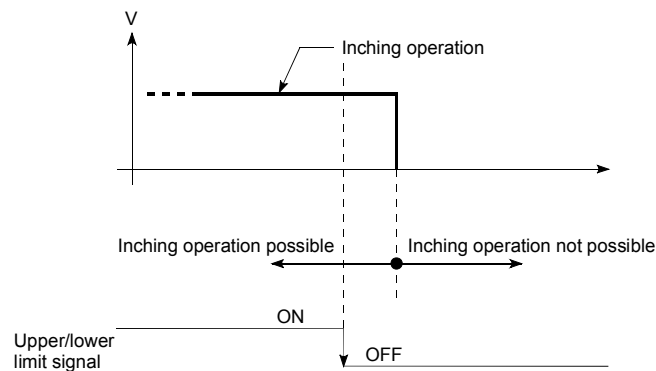 V
Inching operation
Inching operation possible
Inching operation not possible
ON
Upper/lower
limit signal
OFF